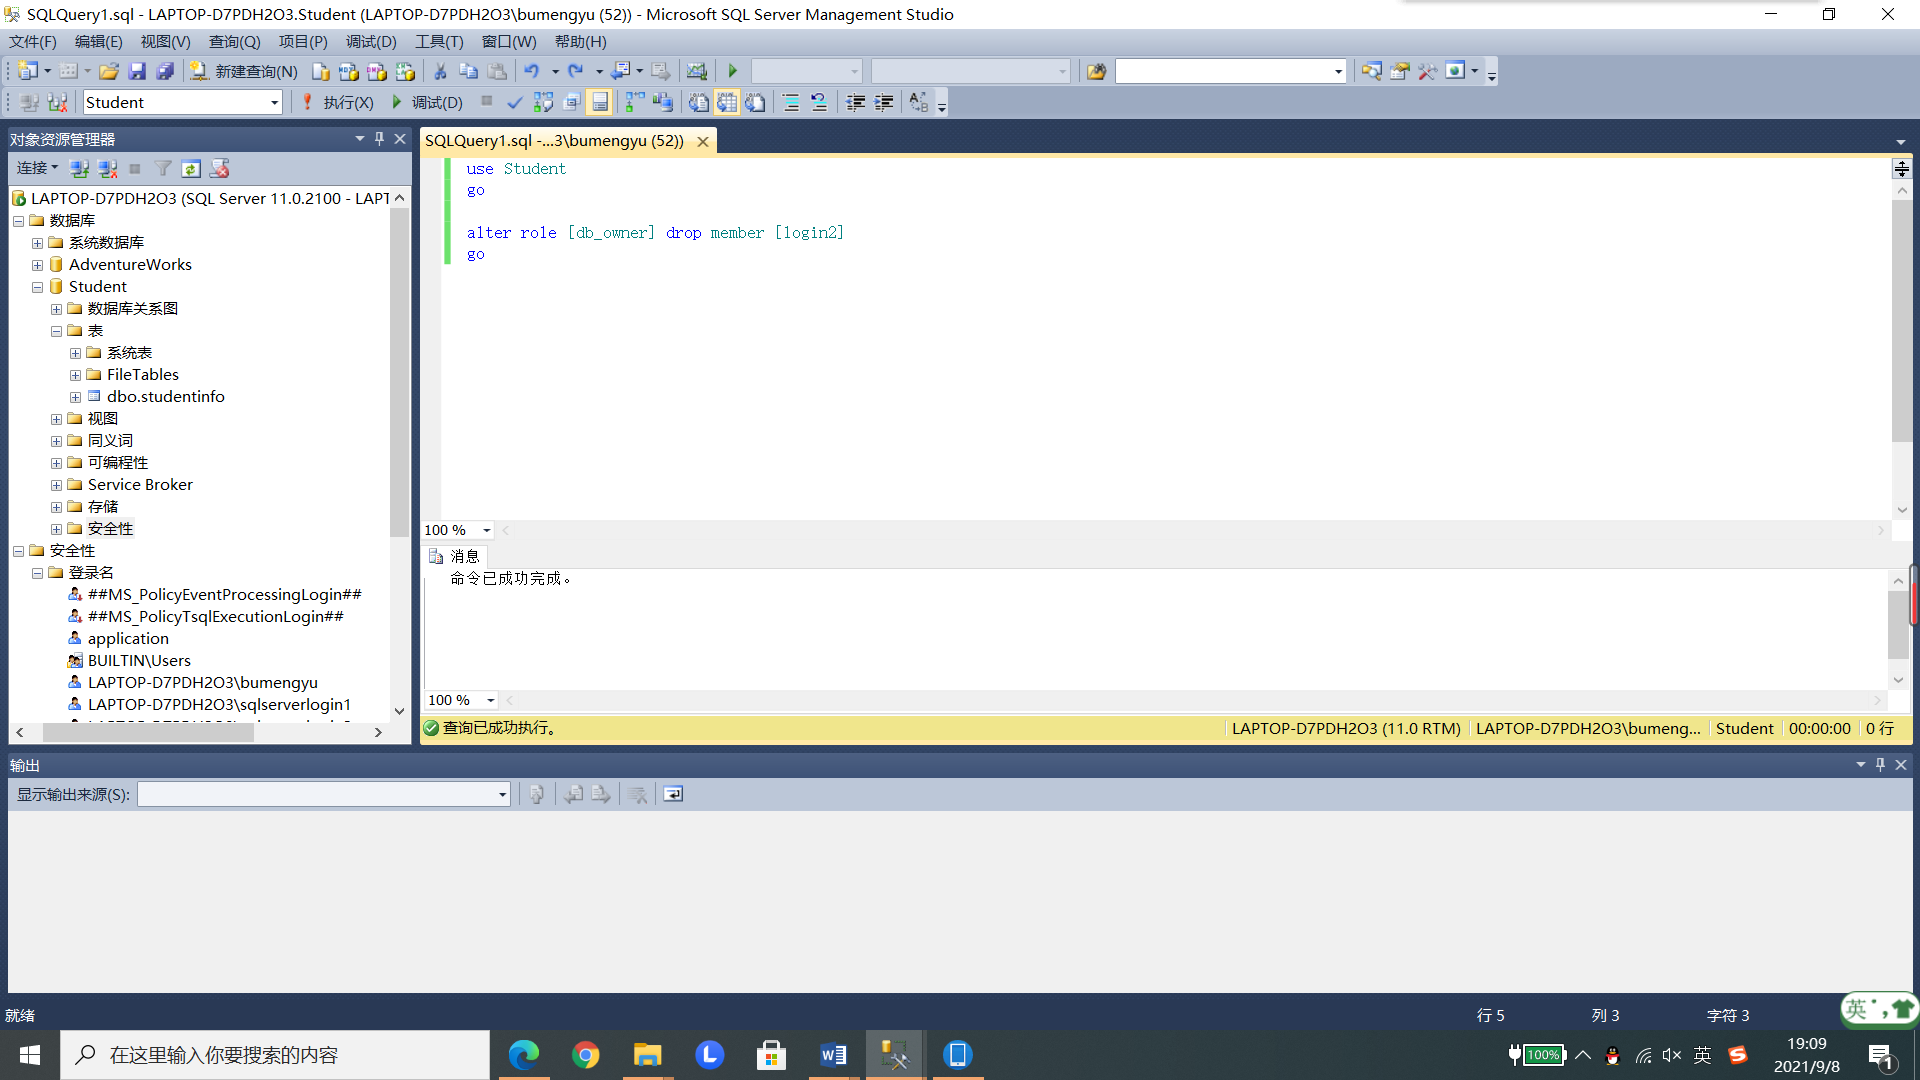 SQLQuery1.sql - LAPTOP-D7PDH2O3.Student (LAPTOP-D7PDH2O3\bumengyu (52)) - Microsoft SQL Server Management Studio
文件(F) 编辑(E) 视图(V) 查询(Q) 项目(P) 调试(D) 工具(T) 窗口(W) 帮助(H)
新建查询(N)
Student 执行(X) 调试(D)
对象资源管理器
连接
LAPTOP-D7PDH2O3 (SQL Server 11.0.2100 - LAPT
数据库
系统数据库
AdventureWorks
Student
数据库关系图
表
系统表
FileTables
dbo.studentinfo
视图
同义词
可编程性
Service Broker
存储
安全性
安全性
登录名
##MS_PolicyEventProcessingLogin##
##MS_PolicyTsqlExecutionLogin##
application
BUILTIN\Users
LAPTOP-D7PDH2O3\bumengyu
LAPTOP-D7PDH2O3\sqlserverlogin1
SQLQuery1.sql -...3\bumengyu (52))
use Student
go
alter role [db_owner] drop member [login2]
go
100 %
消息
命令已成功完成。
100 %
查询已成功执行。 LAPTOP-D7PDH2O3 (11.0 RTM) LAPTOP-D7PDH2O3\bumeng... Student 00:00:00 0 行
输出
显示输出来源(S):
就绪 行 5 列 3 字符 3
英
在这里输入你要搜索的内容
100% 英 19:09
2021/9/8
1